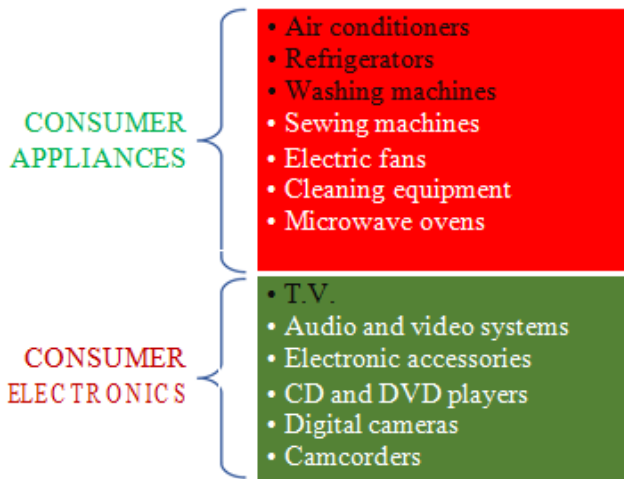 CONSUMER
APPLIANCES
• Air conditioners
• Refrigerators
• Washing machines
• Sewing machines
• Electric fans
• Cleaning equipment
• Microwave ovens
CONSUMER
ELECTRONICS
• T.V.
• Audio and video systems
• Electronic accessories
• CD and DVD players
• Digital cameras
• Camcorders